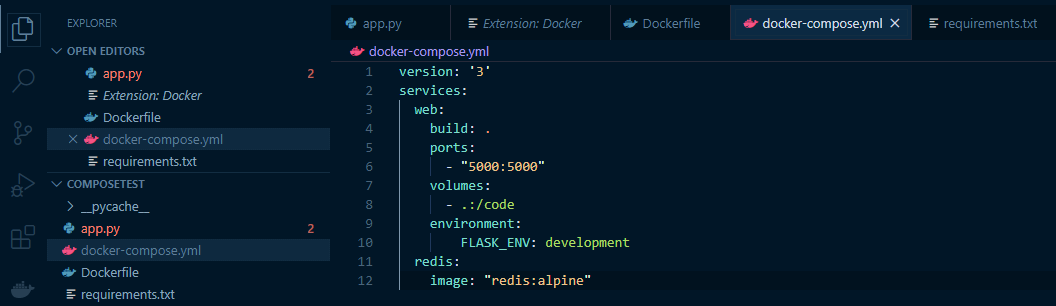 EXPLORER
OPEN EDITORS
app.py 2
Extension: Docker
Dockerfile
docker-compose.yml
requirements.txt
COMPOSETEST
__pycache__
app.py 2
docker-compose.yml
Dockerfile
requirements.txt
app.py Extension: Docker Dockerfile docker-compose.yml requirements.txt
docker-compose.yml
1 version: '3'
2 services:
3   web:
4     build: .
5     ports:
6       - "5000:5000"
7     volumes:
8       - .:/code
9     environment:
10         FLASK_ENV: development
11   redis:
12     image: "redis:alpine"